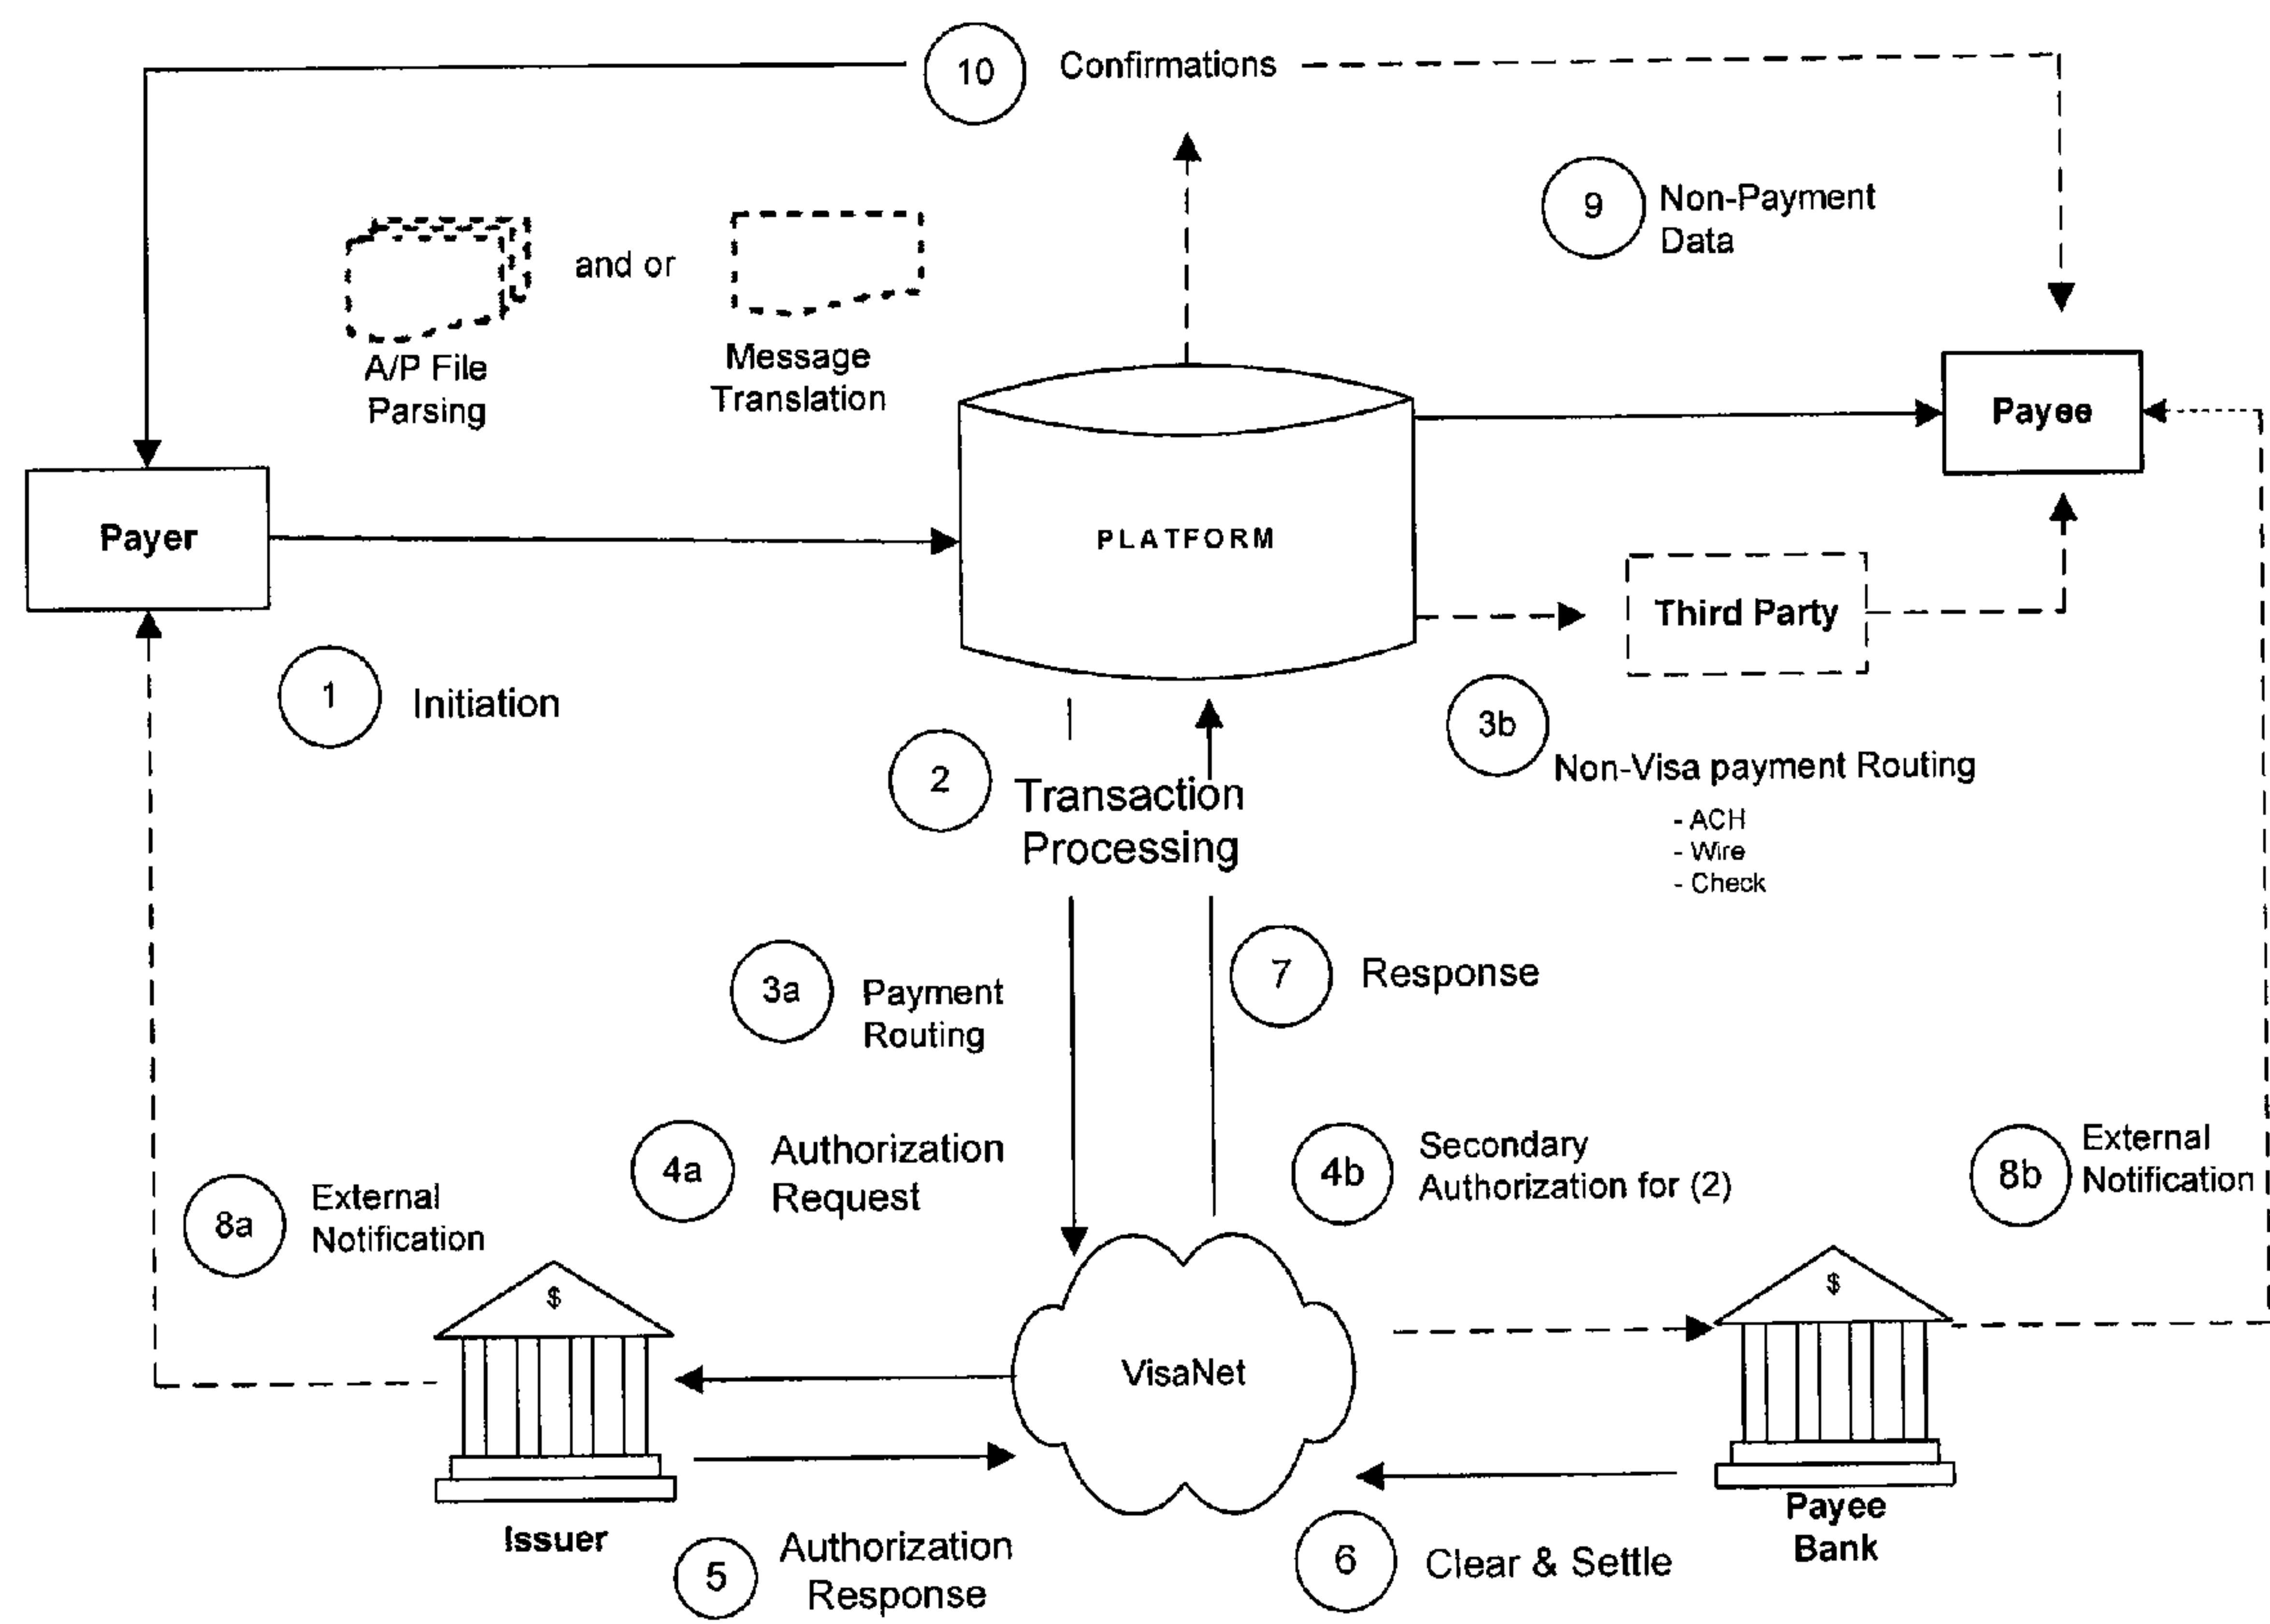 10
Confirmations
9
Non-Payment
Data
and or
A/P File
Parsing
Message
Translation
Payee
Payer
PLATFORM
Third Party
1
Initiation
3b
Non-Visa payment Routing
- ACH
- Wire
- Check
2
Transaction
Processing
3a
Payment
Routing
7
Response
4a
Authorization
Request
4b
Secondary
Authorization for (2)
8b
External
Notification
8a
External
Notification
$
$
VisaNet
Issuer
Payee
Bank
5
Authorization
Response
6
Clear & Settle